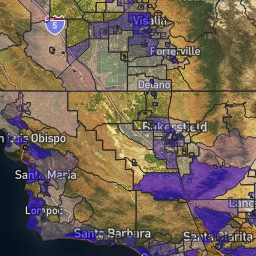 Visalia
5
Porterville
Delano
Bakersfield
n Luis Obispo
Santa Maria
Lompoc
Lanc
Santa Barbara
Santa Clarita